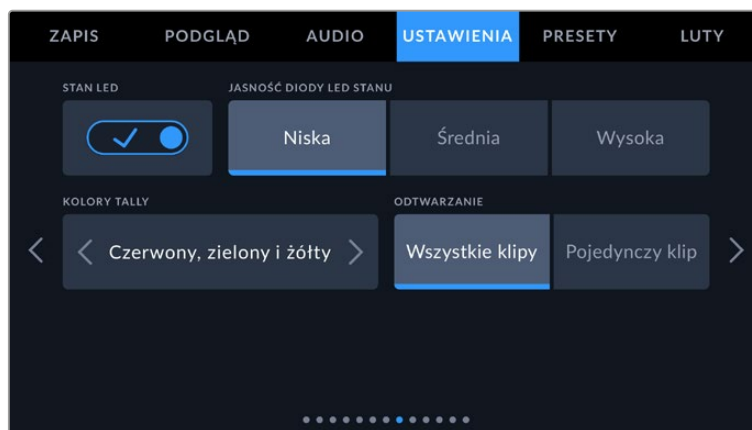 ZAPIS PODGLĄD AUDIO USTAWIENIA PRESETY LUTY
STAN LED JASNOŚĆ DIODY LED STANU
Niska Średnia Wysoka
KOLORY TALLY ODTWARZANIE
Czerwony, zielony i żółty Wszystkie klipy Pojedynczy klip